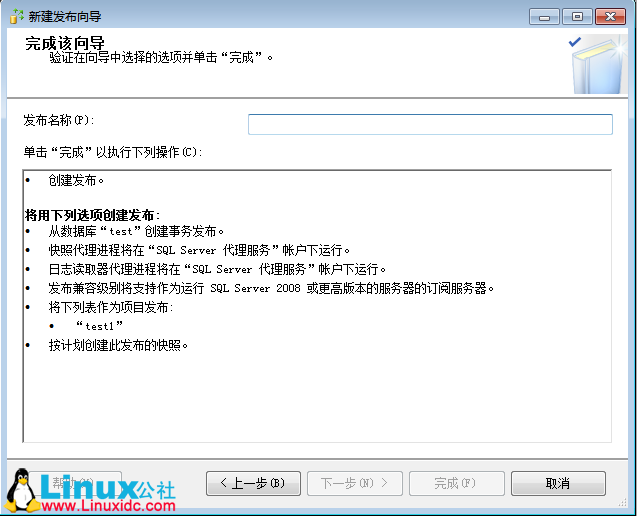 新建发布向导
完成该向导
验证在向导中选择的选项并单击“完成”。
发布名称(P):
单击“完成”以执行下列操作(C):
• 创建发布。
将用下列选项创建发布:
• 从数据库“test”创建事务发布。
• 快照代理进程将在“SQL Server 代理服务”帐户下运行。
• 日志读取器代理进程将在“SQL Server 代理服务”帐户下运行。
• 发布兼容级别将支持作为运行 SQL Server 2008 或更高版本的服务器的订阅服务器。
• 将下列表作为项目发布:
• “test1”
• 按计划创建此发布的快照。
< 上一步(B)
下一步(N) >
完成(F)
取消
Linux公社
www.Linuxidc.com